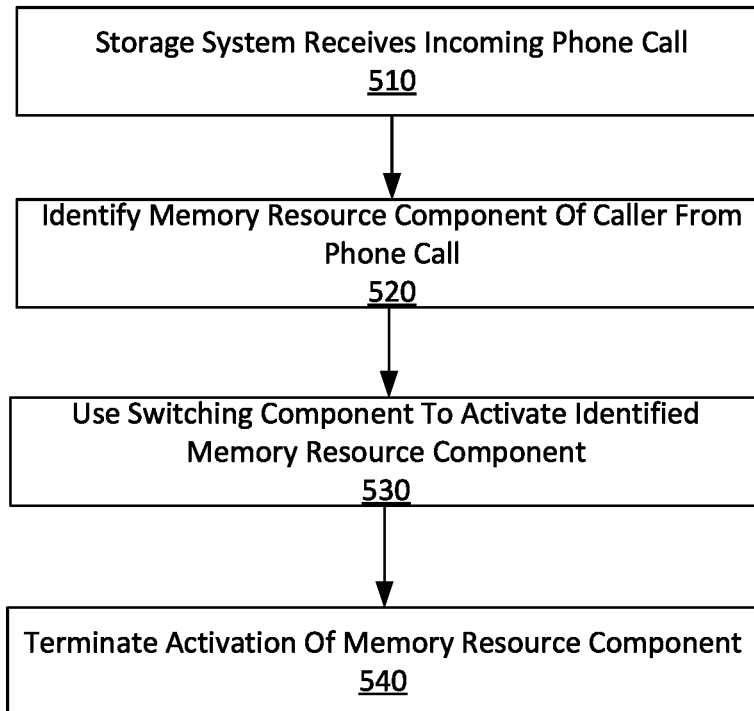 Storage System Receives Incoming Phone Call
510
Identify Memory Resource Component Of Caller From
Phone Call
520
Use Switching Component To Activate Identified
Memory Resource Component
530
Terminate Activation Of Memory Resource Component
540